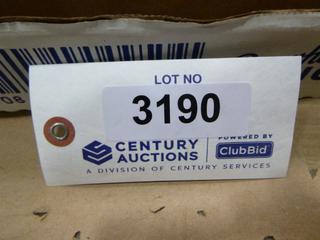 LOT NO
3190
CENTURY
AUCTIONS
POWERED BY
ClubBid
A DIVISION OF CENTURY SERVICES